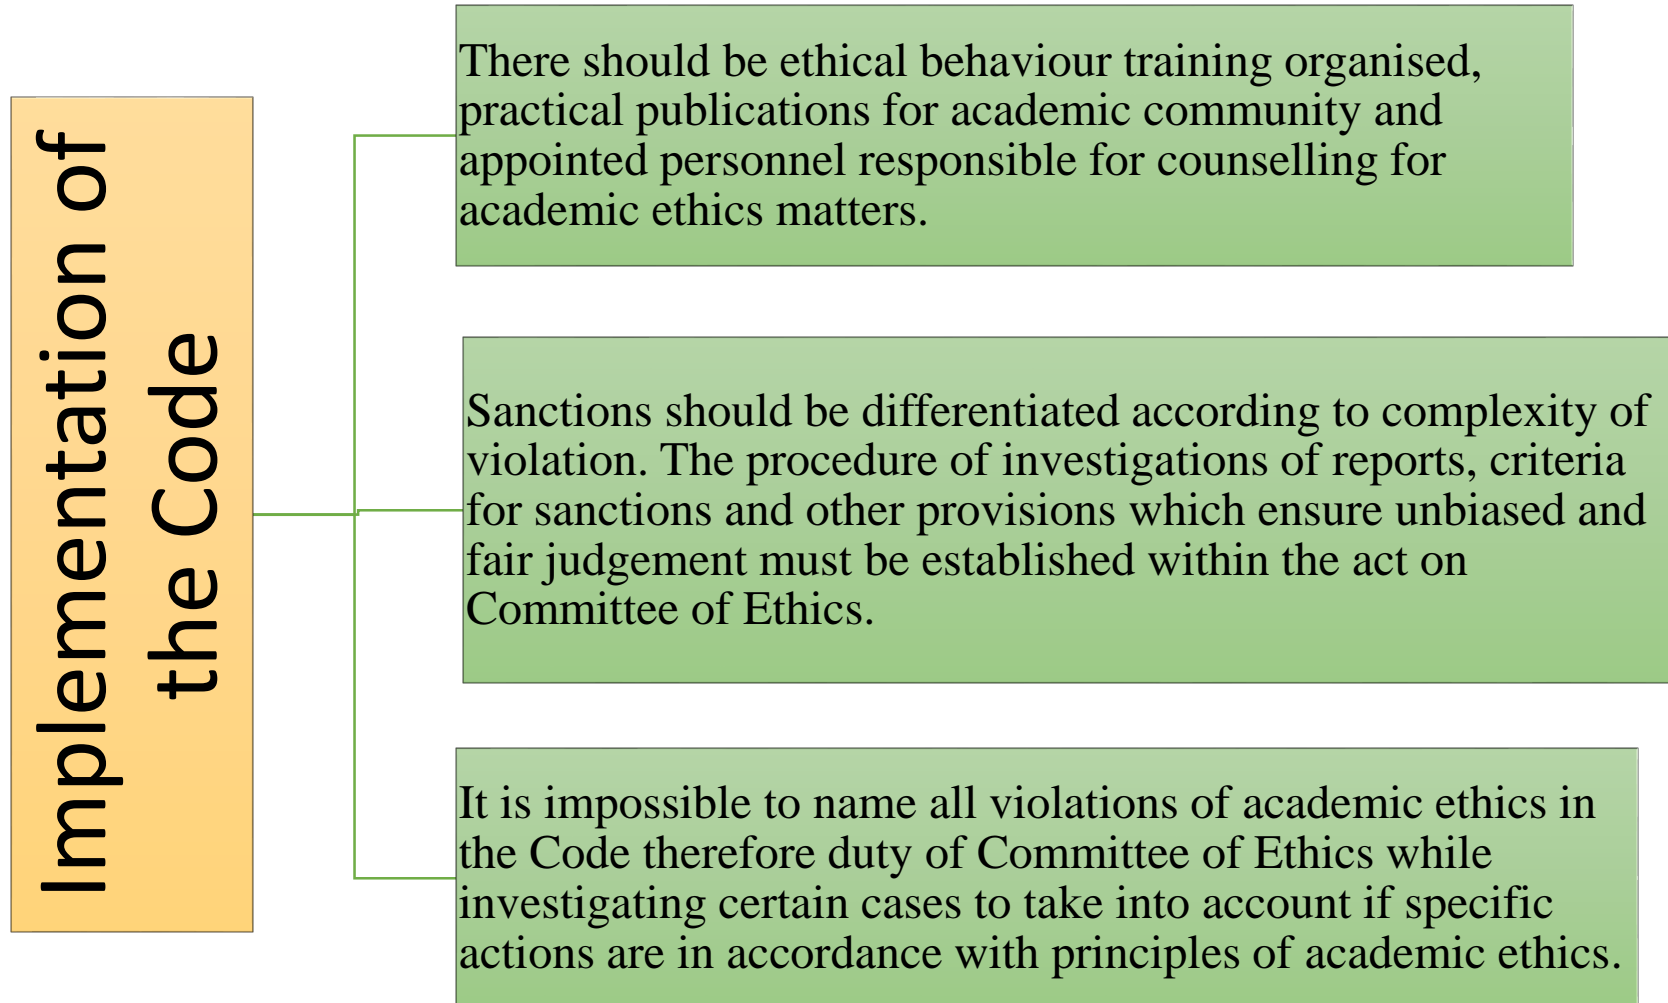 Implementation of
the Code
There should be ethical behaviour training organised,
practical publications for academic community and
appointed personnel responsible for counselling for
academic ethics matters.
Sanctions should be differentiated according to complexity of
violation. The procedure of investigations of reports, criteria
for sanctions and other provisions which ensure unbiased and
fair judgement must be established within the act on
Committee of Ethics.
It is impossible to name all violations of academic ethics in
the Code therefore duty of Committee of Ethics while
investigating certain cases to take into account if specific
actions are in accordance with principles of academic ethics.